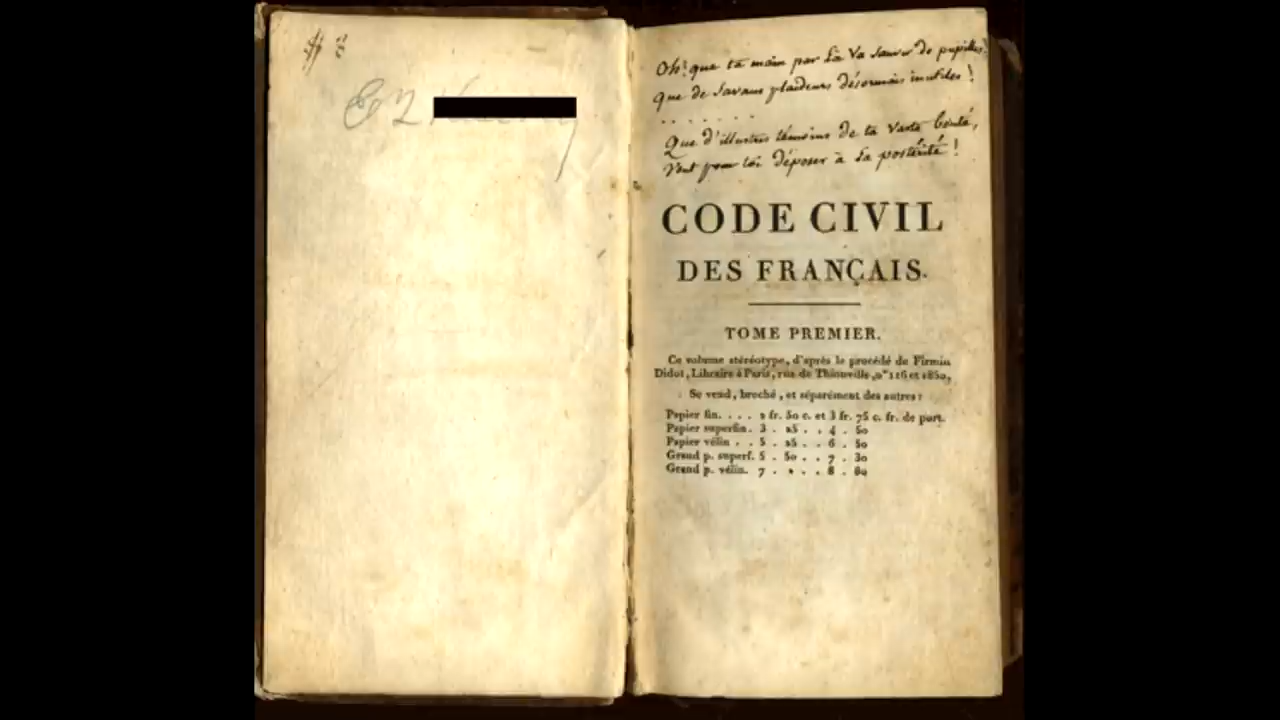 Oh! que ta main par là va sauver de pupilles!
Que de savans plaideurs désormais inutiles!
. . . . . . .
Que d'illustres témoins de ta vaste bonté,
Vont pour toi déposer à la postérité!
CODE CIVIL
DES FRANÇAIS.
TOME PREMIER.
Ce volume stéréotype, d'après le procédé de Firmin
Didot, Libraire à Paris, rue de Thionville, n° 116 et 1850,
Se vend, broché, et séparément des autres:
Papier fin. . . . 2 fr. 50 c. et 3 fr. 75 c. fr. de port.
Papier superfin. 3 . 25 . . 4 . 50
Papier vélin . . 5 . 25 . . 6 . 50
Grand p. superf. 5 . 50 . . 7 . 30
Grand p. vélin. 7 . » . . 8 . 80